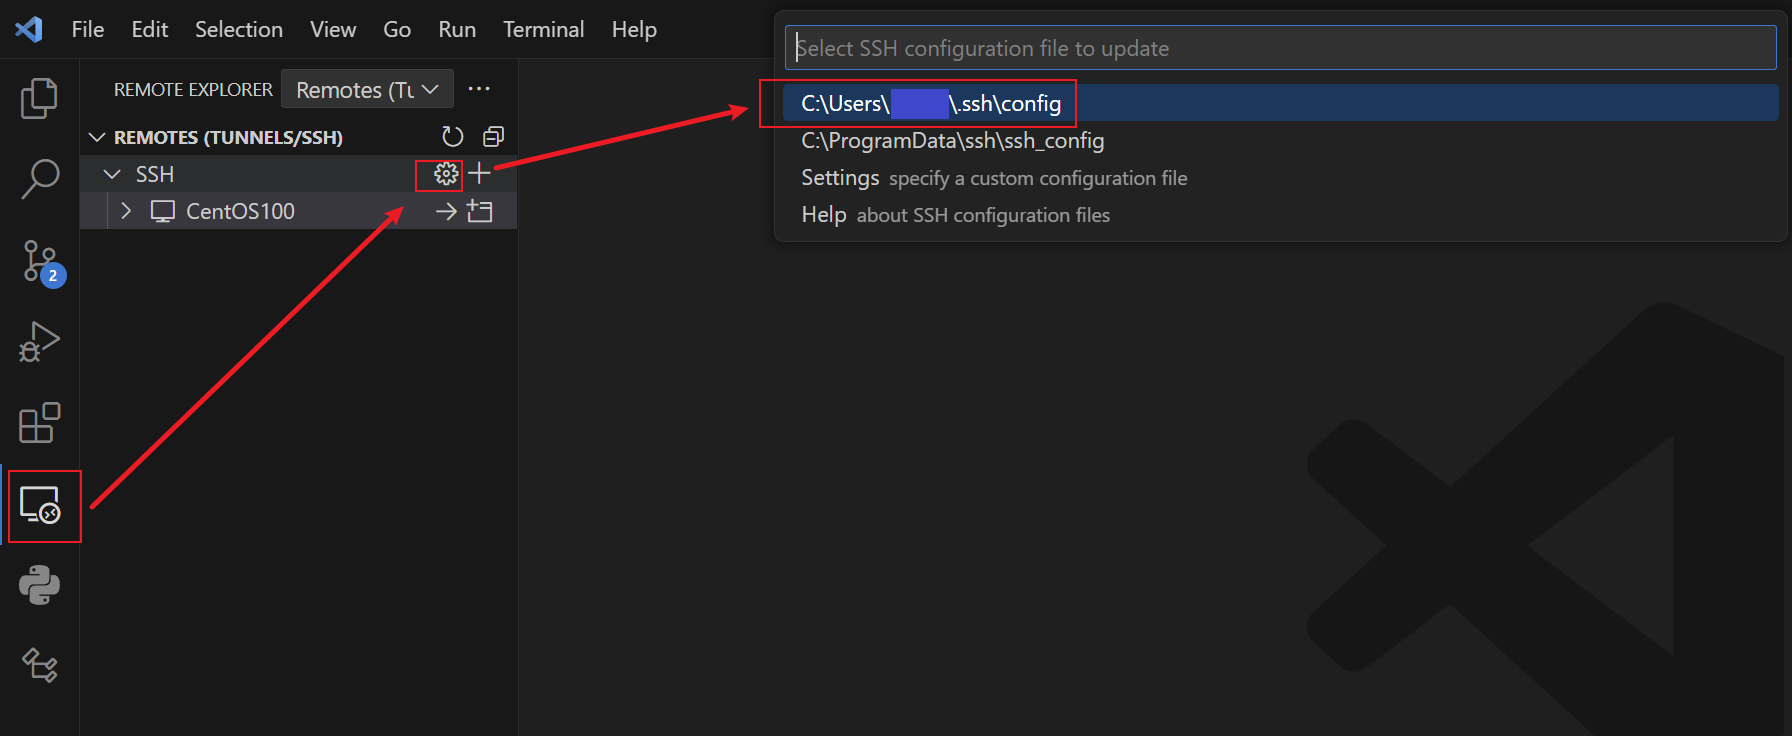 File Edit Selection View Go Run Terminal Help
Select SSH configuration file to update
REMOTE EXPLORER Remotes (Tu
C:\Users\ \.ssh\config
REMOTES (TUNNELS/SSH)
C:\ProgramData\ssh\ssh_config
SSH
Settings specify a custom configuration file
CentOS100
Help about SSH configuration files
2